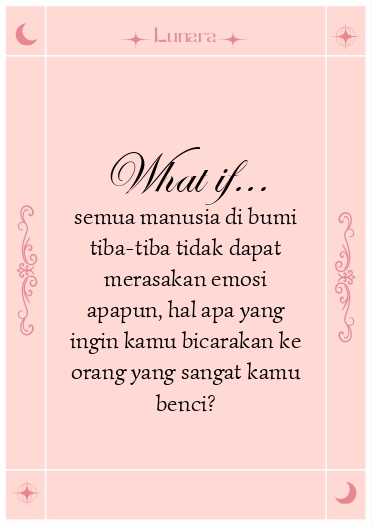 Lunara
What if...
semua manusia di bumi
tiba-tiba tidak dapat
merasakan emosi
apapun, hal apa yang
ingin kamu bicarakan ke
orang yang sangat kamu
benci?